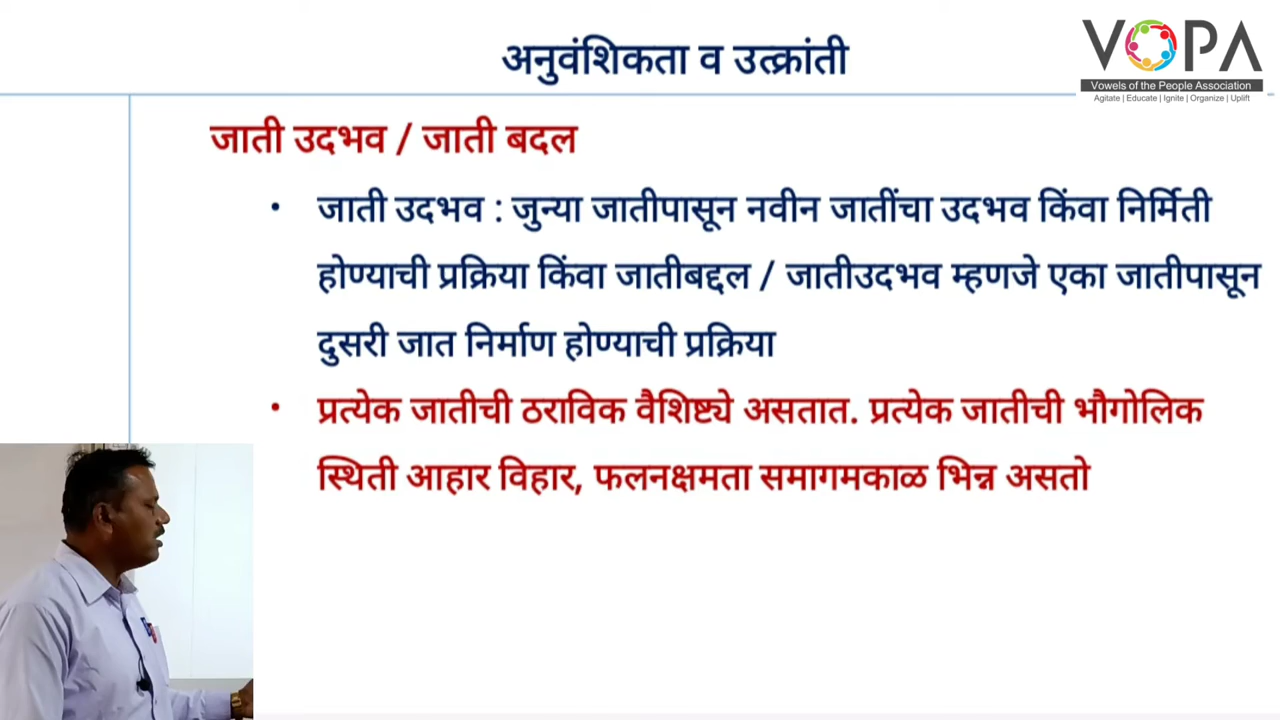 अनुवंशिकता व उत्क्रांती
VOPA
Vowels of the People Association
Agitate | Educate | Ignite | Organize | Uplift
जाती उदभव / जाती बदल
• जाती उदभव : जुन्या जातीपासून नवीन जातींचा उदभव किंवा निर्मिती
होण्याची प्रक्रिया किंवा जातीबद्दल / जातीउदभव म्हणजे एका जातीपासून
दुसरी जात निर्माण होण्याची प्रक्रिया
• प्रत्येक जातीची ठराविक वैशिष्ट्ये असतात. प्रत्येक जातीची भौगोलिक
स्थिती आहार विहार, फलनक्षमता समागमकाळ भिन्न असतो